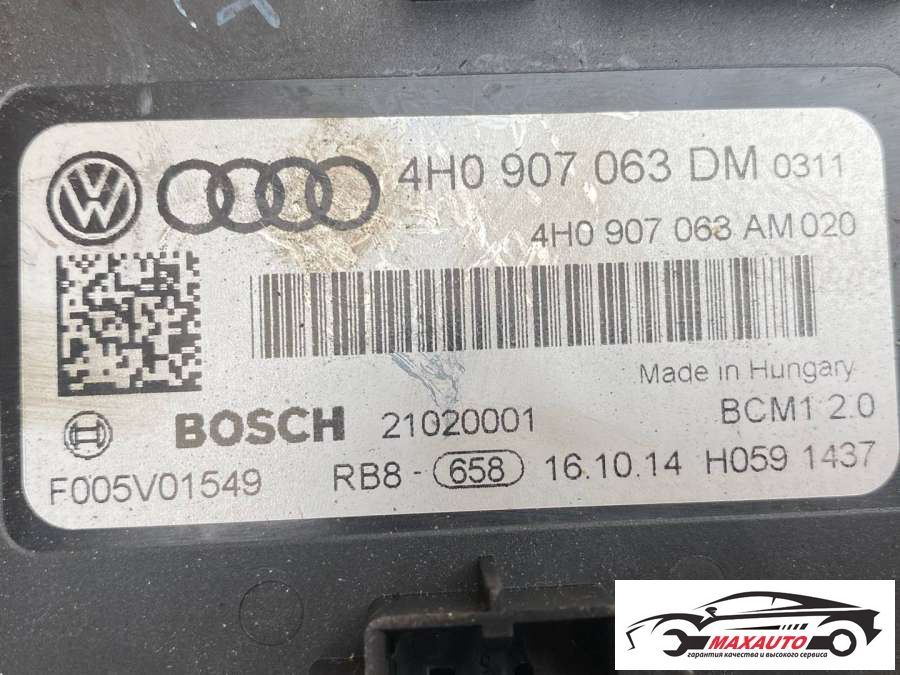 4H0 907 063 DM 0311
4H0 907 063 AM 020
Made in Hungary
BOSCH 21020001 BCM1 2.0
F005V01549 RB8 - 658 16.10.14 H059 1437
MAXAUTO
гарантия качества и высокого сервиса